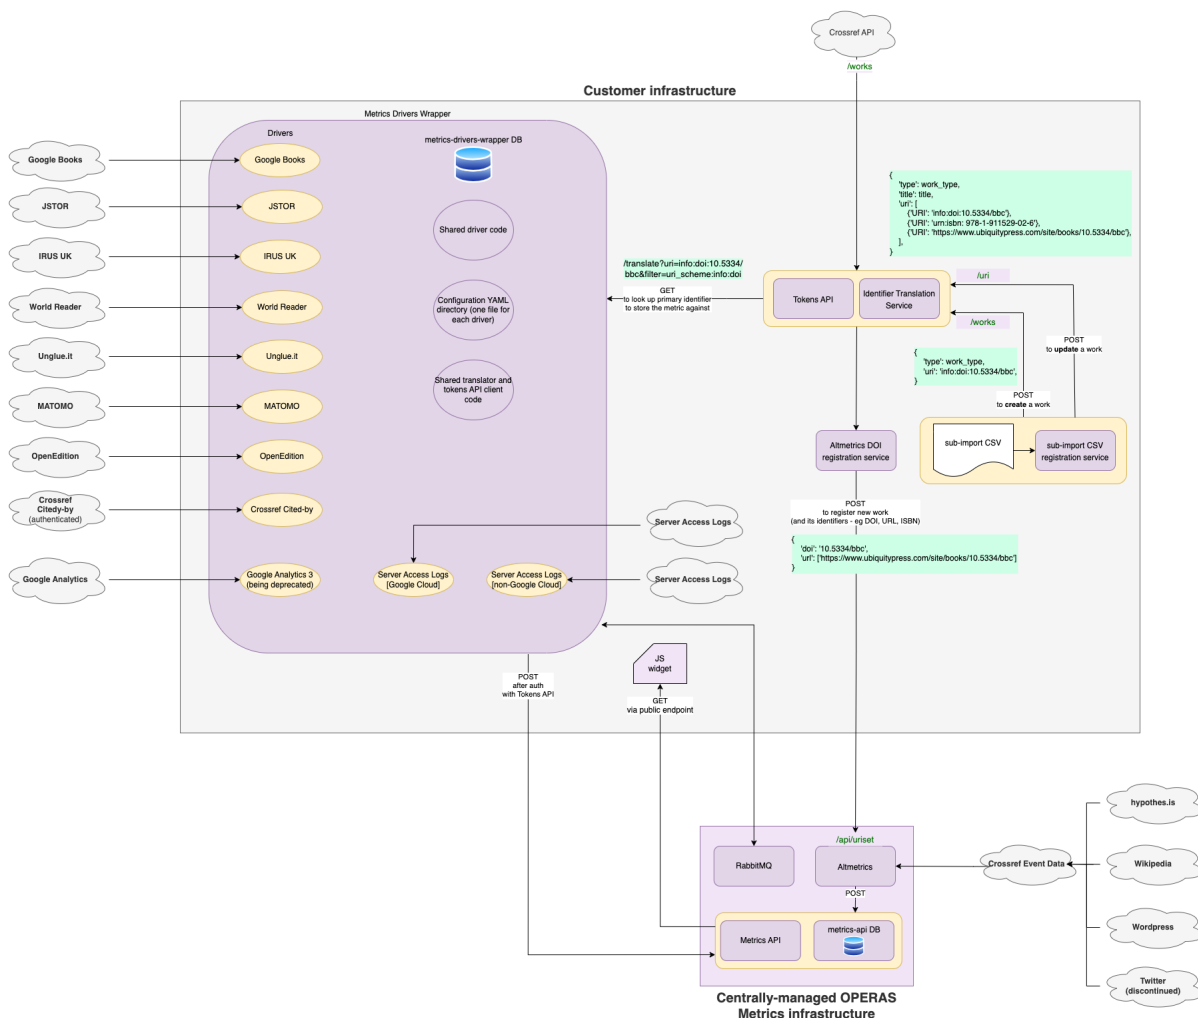 Crossref API
/works
Customer infrastructure
Metrics Drivers Wrapper
Drivers
metrics-drivers-wrapper DB
Google Books
Google Books
JSTOR
JSTOR
IRUS UK
IRUS UK
World Reader
World Reader
Unglue.it
Unglue.it
MATOMO
MATOMO
OpenEdition
OpenEdition
Crossref
Citedy-by
(authenticated)
Crossref Cited-by
Google Analytics
Google Analytics 3
(being deprecated)
Shared driver code
Configuration YAML
directory (one file for
each driver)
Shared translator and
tokens API client
code
Server Access Logs
[Google Cloud]
Server Access Logs
[non-Google Cloud]
Server Access Logs
Server Access Logs
/translate?uri=info:doi:10.5334/
bbc&filter=uri_scheme:info:doi
GET
to look up primary identifier
to store the metric against
{
'type': work_type,
'title': title,
'uri': [
{'URI': 'info:doi:10.5334/bbc'},
{'URI': 'urn:isbn: 978-1-911529-02-6'},
{'URI': 'https://www.ubiquitypress.com/site/books/10.5334/bbc'},
],
}
Tokens API
Identifier Translation
Service
/uri
/works
POST
to update a work
{
'type': work_type,
'uri': 'info:doi:10.5334/bbc',
}
POST
to create a work
sub-import CSV
sub-import CSV
registration service
Altmetrics DOI
registration service
POST
to register new work
(and its identifiers - eg DOI, URL, ISBN)
{
'doi': '10.5334/bbc',
'url': ['https://www.ubiquitypress.com/site/books/10.5334/bbc']
}
JS
widget
POST
after auth
with Tokens API
GET
via public endpoint
/api/uriset
RabbitMQ
Altmetrics
POST
Metrics API
metrics-api DB
Crossref Event Data
hypothes.is
Wikipedia
Wordpress
Twitter
(discontinued)
Centrally-managed OPERAS
Metrics infrastructure